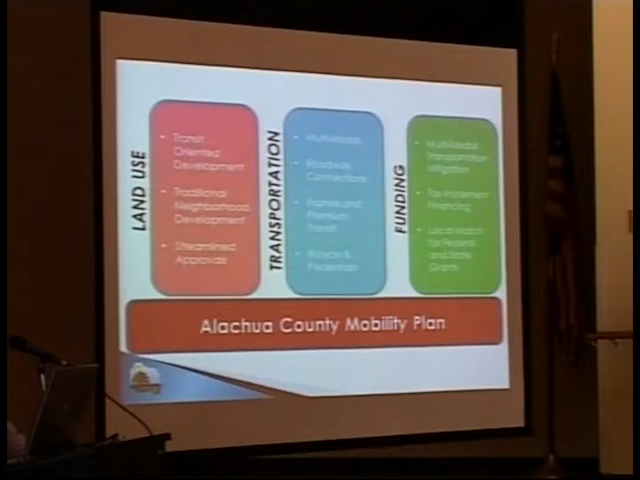 LAND USE
• Transit
Oriented
Development
• Traditional
Neighborhood
Development
• Streamlined
Approvals
TRANSPORTATION
• Multi-Modal
• Roadway
Connections
• Express and
Premium
Transit
• Bicycle &
Pedestrian
FUNDING
• Multi-Modal
Transportation
Mitigation
• Tax Increment
Financing
• Local Match
for Federal
and State
Grants
Alachua County Mobility Plan